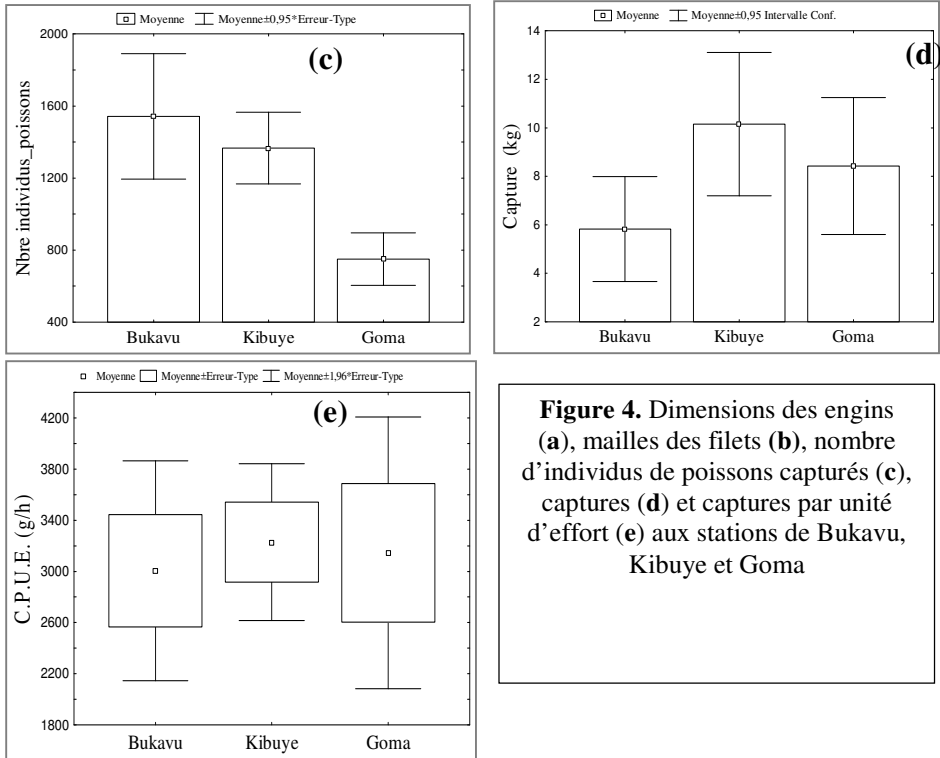 Moyenne Moyenne±0,95*Erreur-Type
(c)
Nbre individus_poissons
2000
1600
1200
800
400
Bukavu Kibuye Goma
Moyenne Moyenne±0,95 Intervalle Conf.
(d)
Capture (kg)
14
12
10
8
6
4
2
Bukavu Kibuye Goma
Moyenne Moyenne±Erreur-Type Moyenne±1,96*Erreur-Type
(e)
C.P.U.E. (g/h)
4200
3800
3400
3000
2600
2200
1800
Bukavu Kibuye Goma
Figure 4. Dimensions des engins
(a), mailles des filets (b), nombre
d'individus de poissons capturés (c),
captures (d) et captures par unité
d'effort (e) aux stations de Bukavu,
Kibuye et Goma